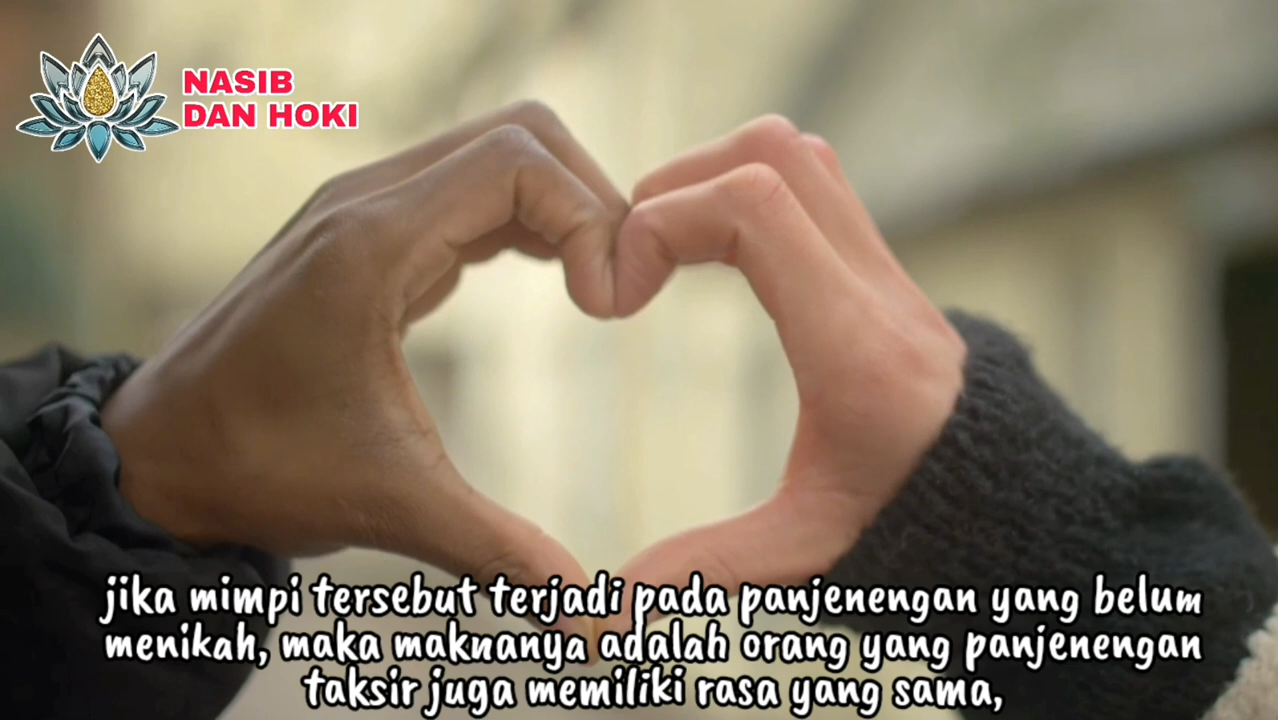 NASIB
DAN HOKI
jika mimpi tersebut terjadi pada panjenengan yang belum
menikah, maka maknanya adalah orang yang panjenengan
taksir juga memiliki rasa yang sama,